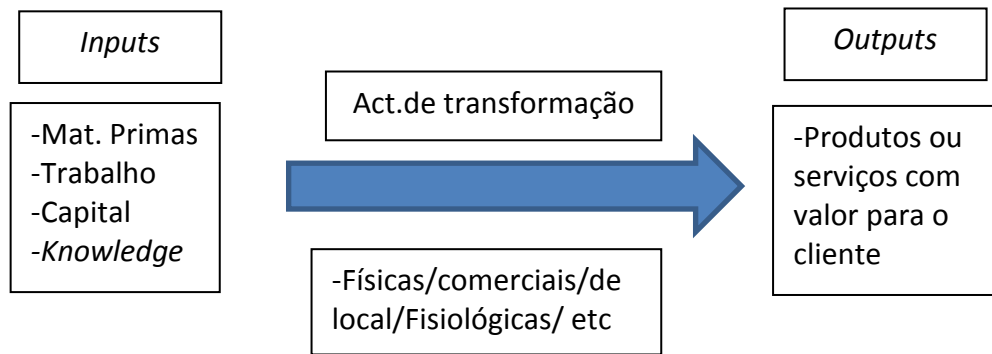 Inputs
-Mat. Primas
-Trabalho
-Capital
-Knowledge
Act.de transformação
-Físicas/comerciais/de
local/Fisiológicas/ etc
Outputs
-Produtos ou
serviços com
valor para o
cliente